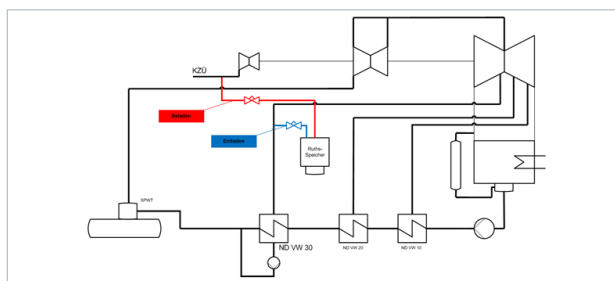 KZÜ
Beladen
Entladen
Ruths-
Speicher
SPWT
ND VW 30
ND VW 20
ND VW 10